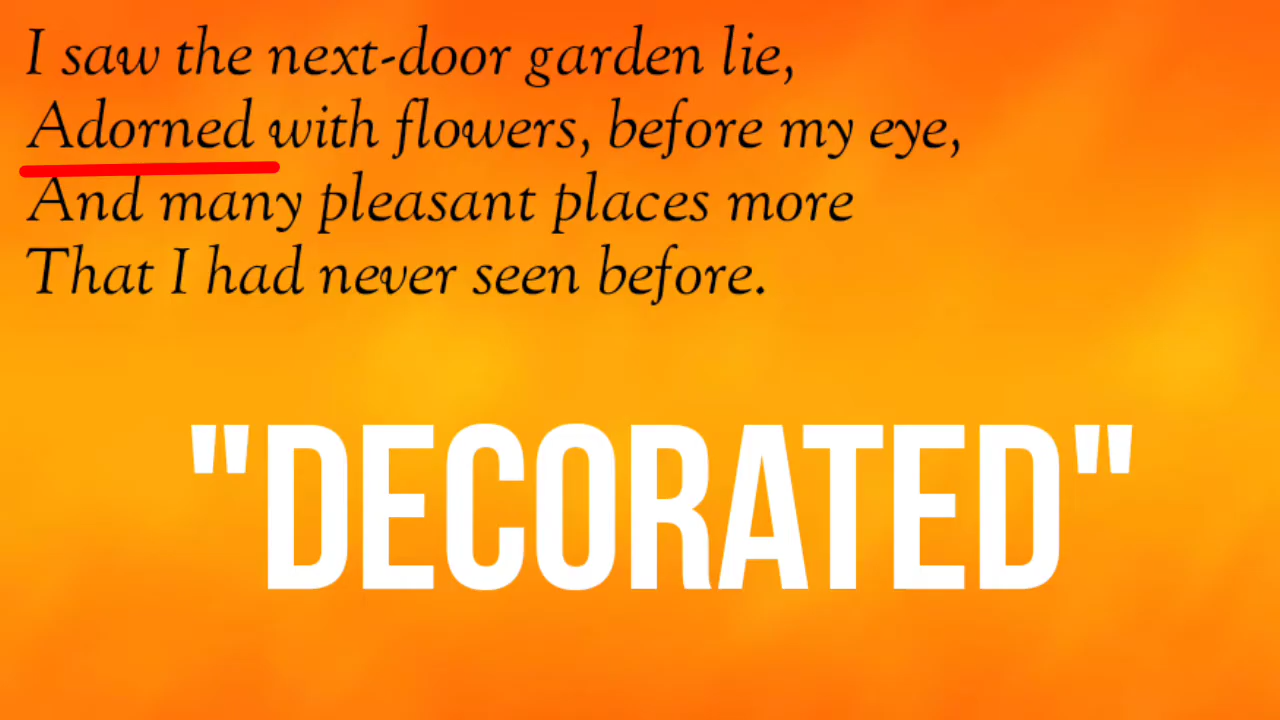 I saw the next-door garden lie,
Adorned with flowers, before my eye,
And many pleasant places more
That I had never seen before.
"DECORATED"